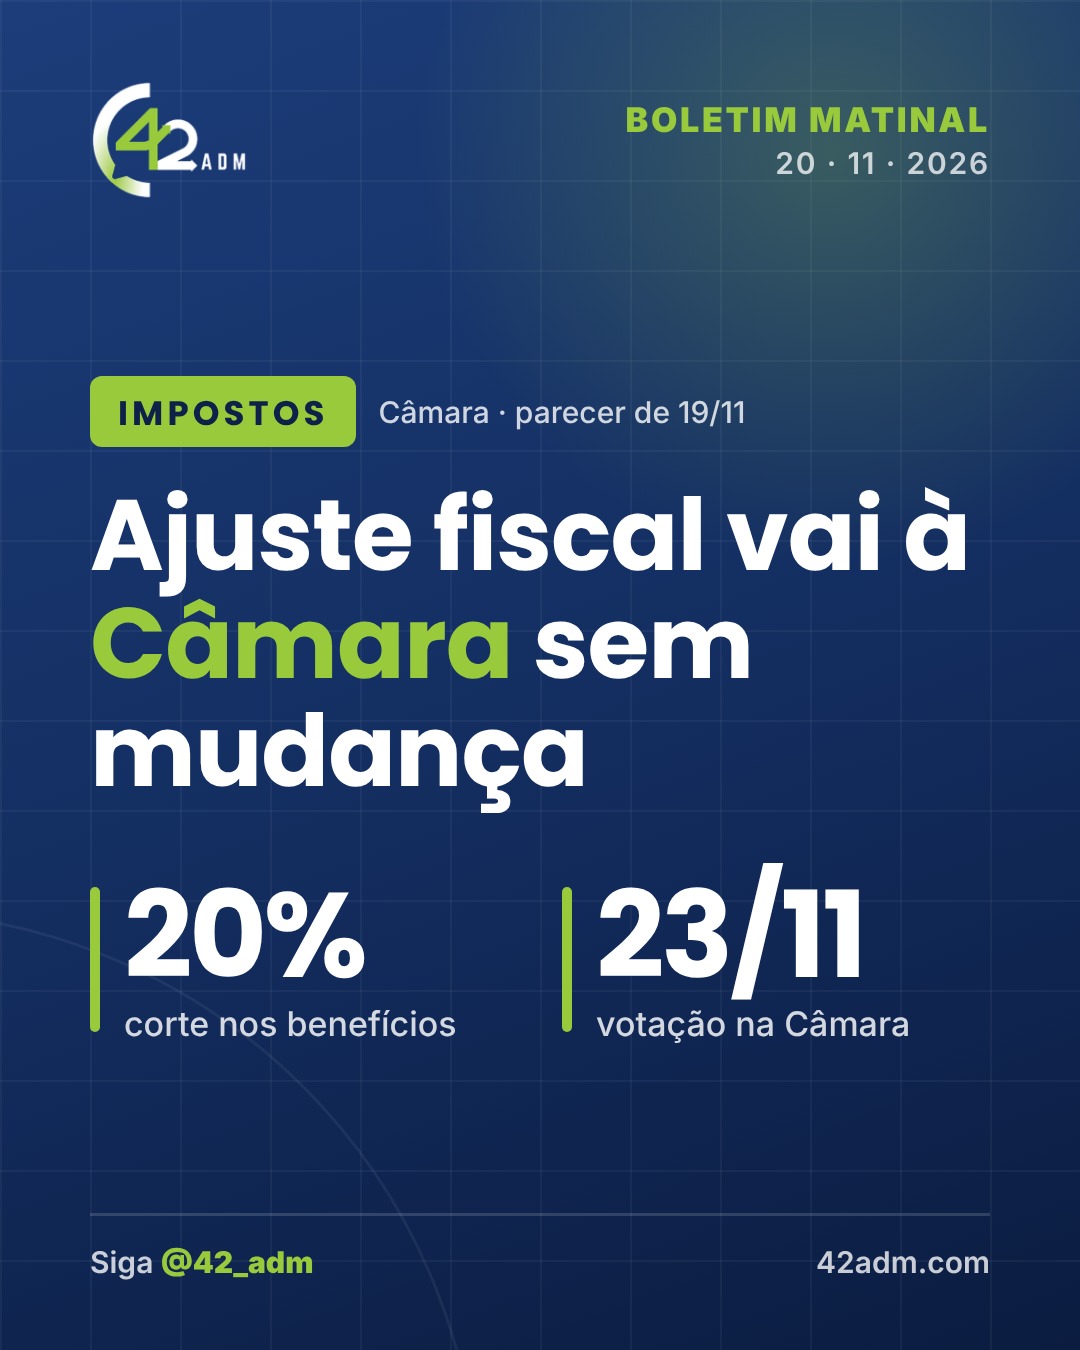 42 ADM
BOLETIM MATINAL
20 · 11 · 2026
IMPOSTOS
Câmara · parecer de 19/11
Ajuste fiscal vai à
Câmara sem
mudança
20%
corte nos benefícios
23/11
votação na Câmara
Siga @42_adm
42adm.com